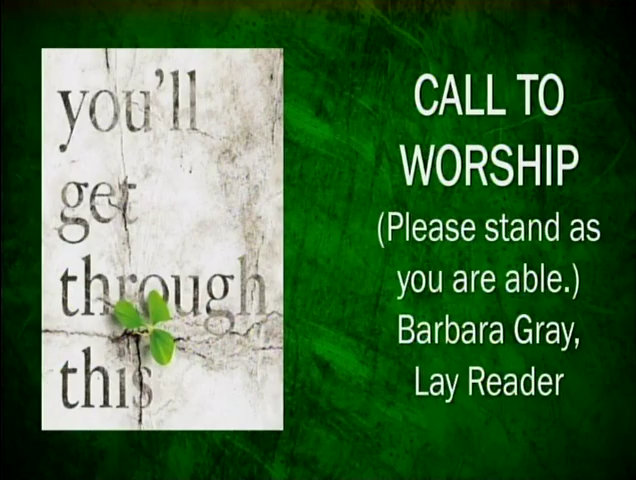 you'll
get
through
this
CALL TO
WORSHIP
(Please stand as
you are able.)
Barbara Gray,
Lay Reader